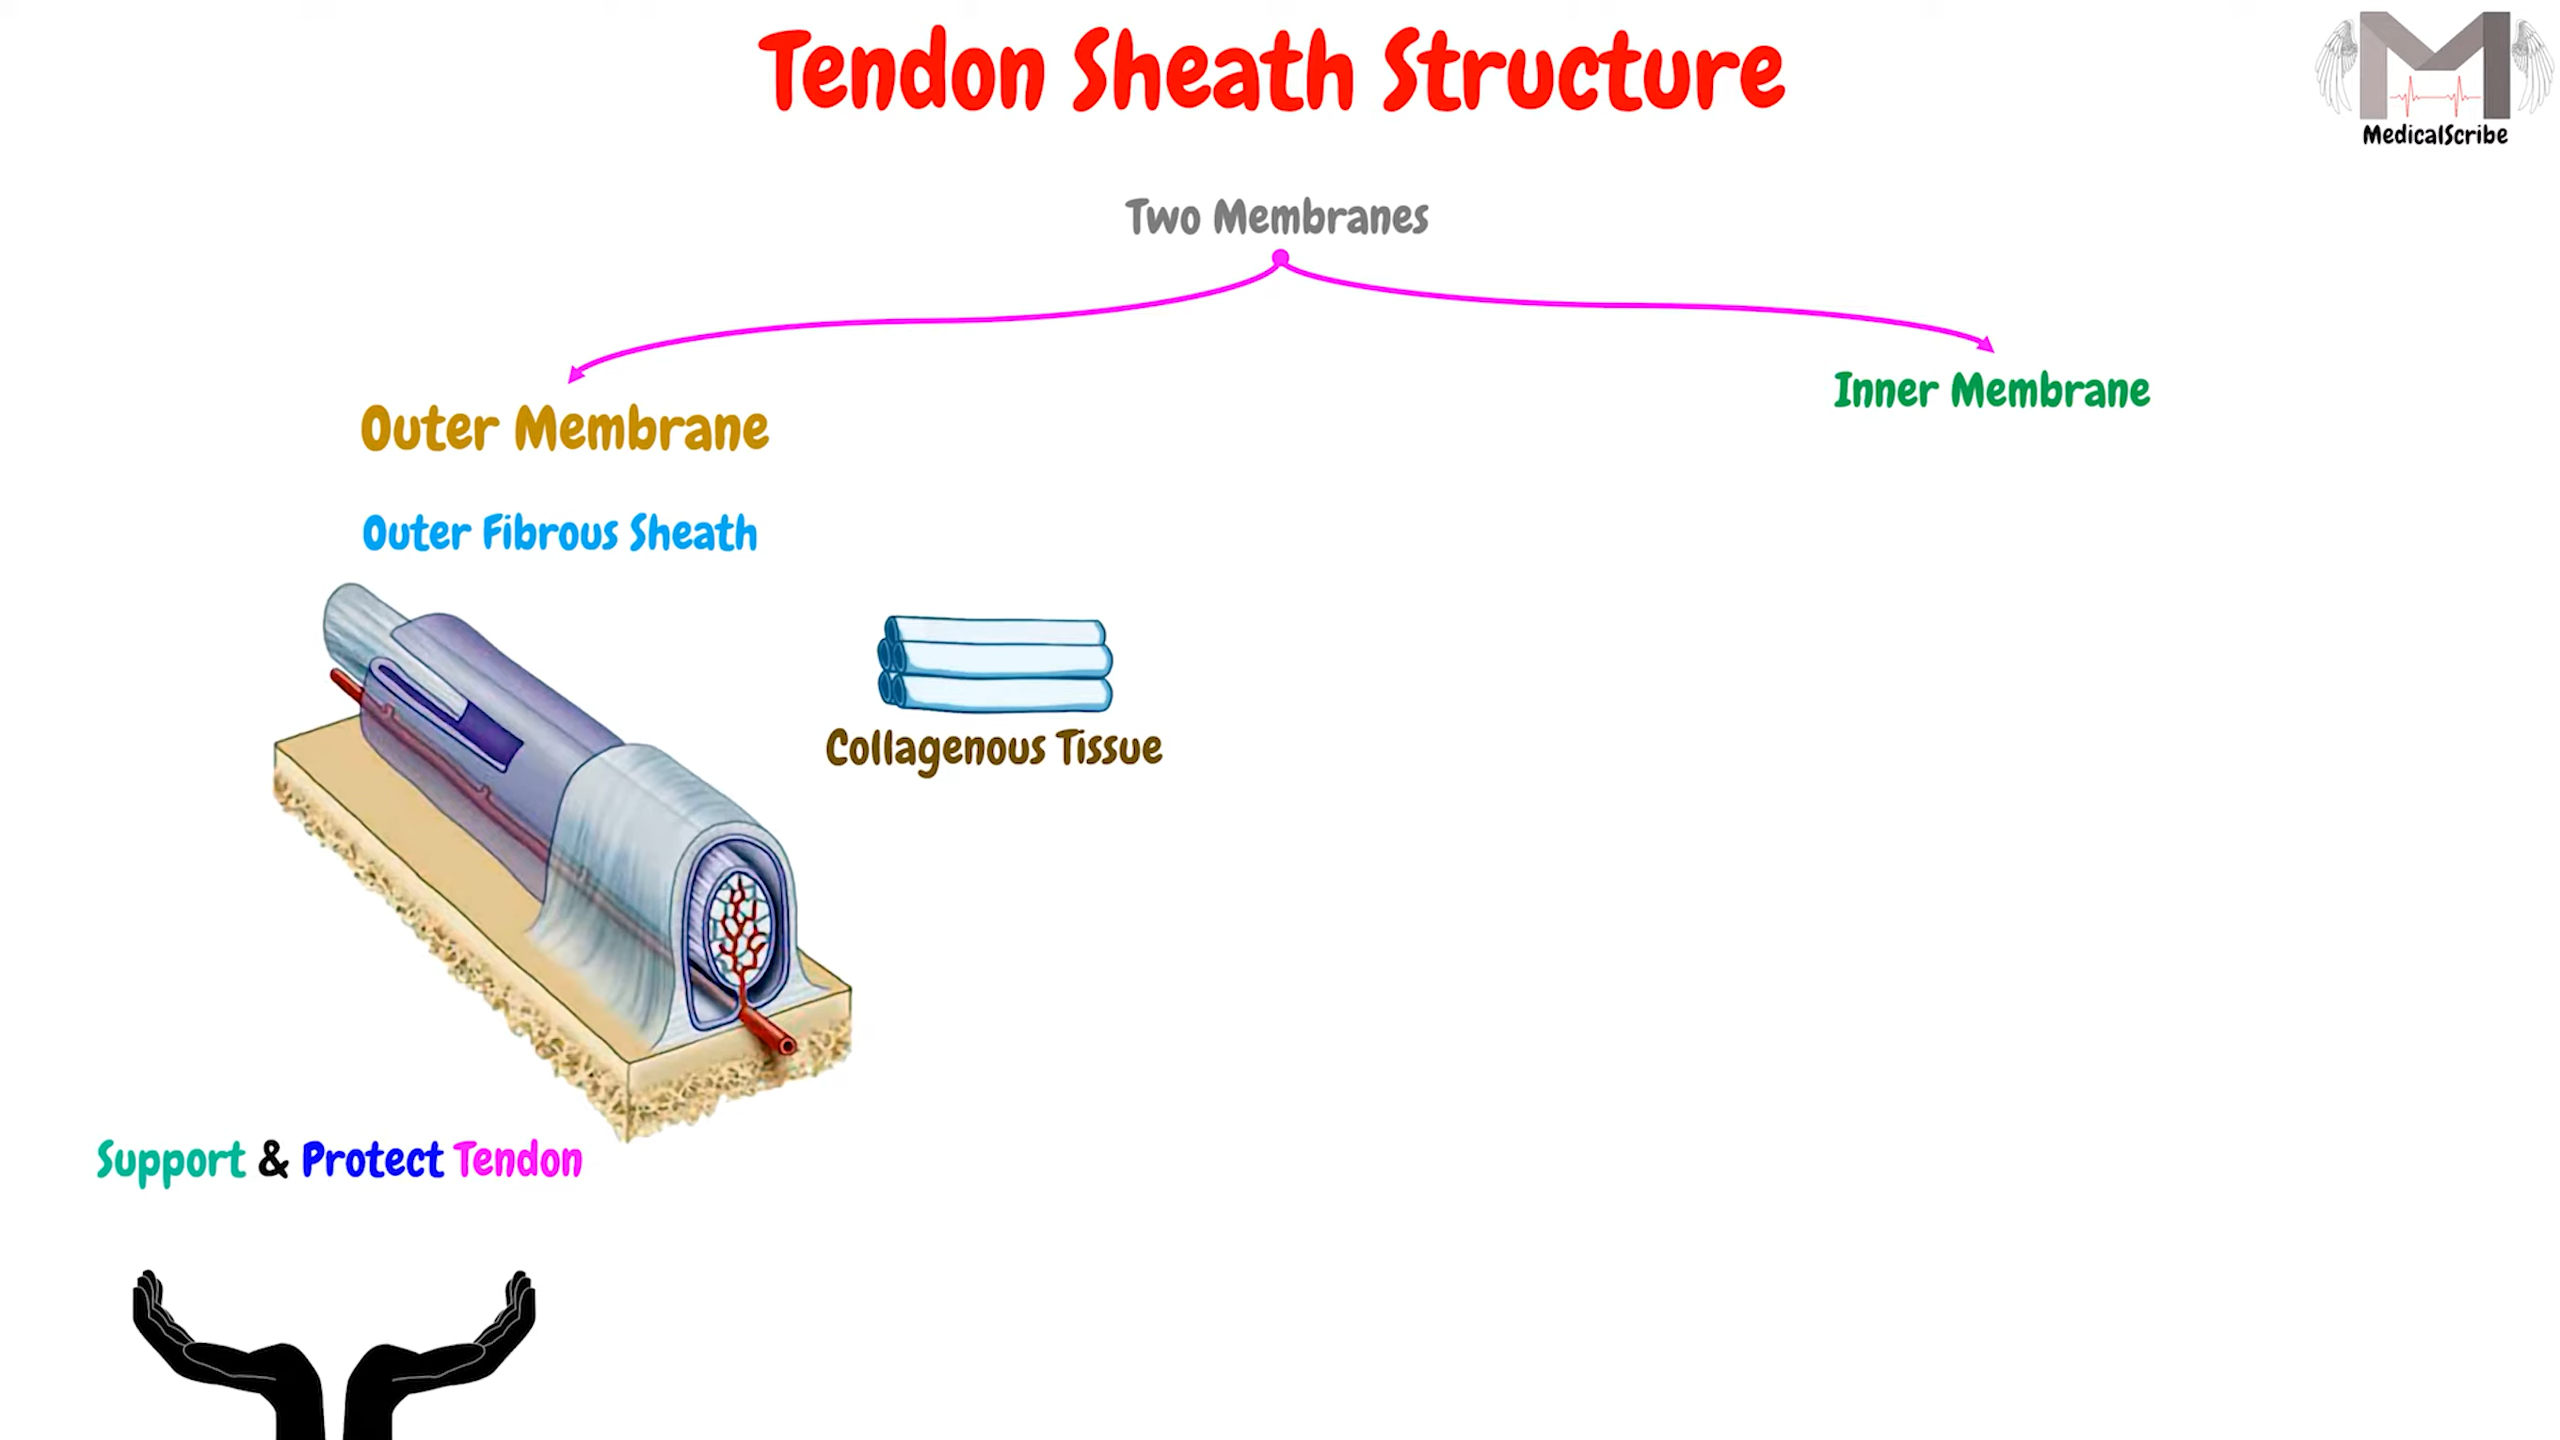 Tendon Sheath Structure
MedicalScribe
Two Membranes
Outer Membrane
Inner Membrane
Outer Fibrous Sheath
Collagenous Tissue
Support & Protect Tendon